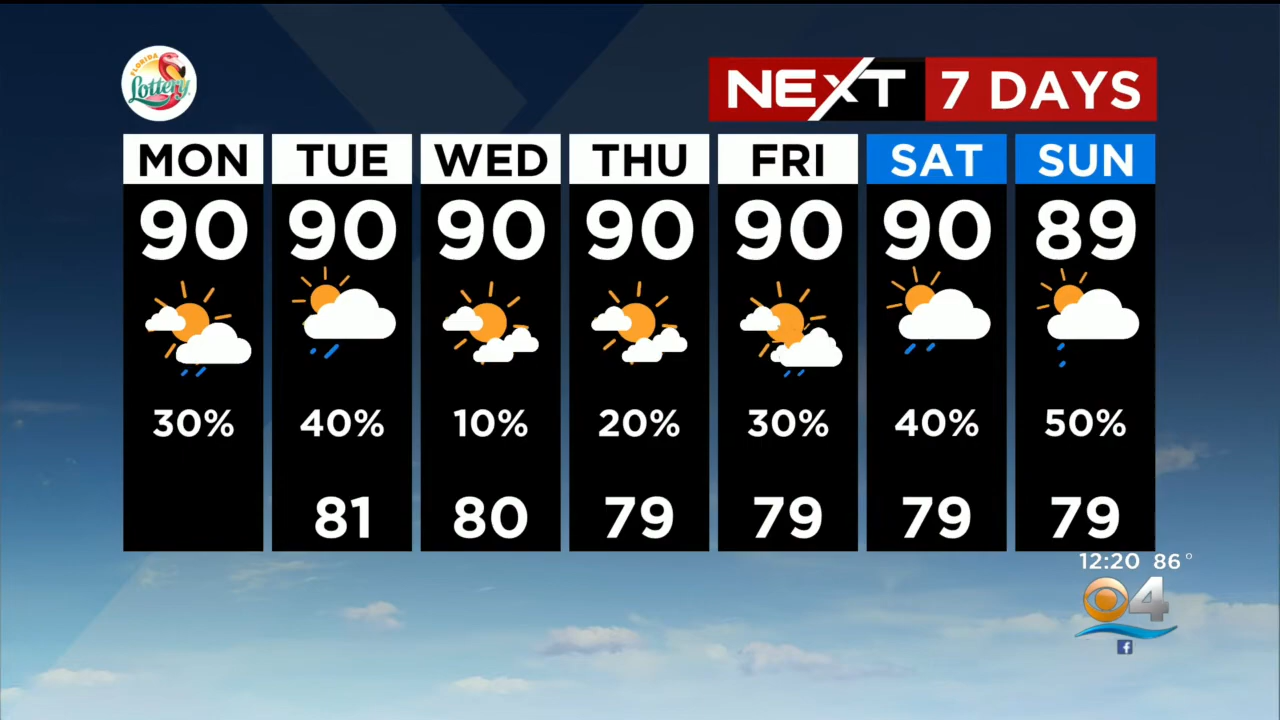 FLORIDA
Lottery
NEXT 7 DAYS
MON TUE WED THU FRI SAT SUN
90 90 90 90 90 90 89
30% 40% 10% 20% 30% 40% 50%
81 80 79 79 79 79
12:20 86°
4
f